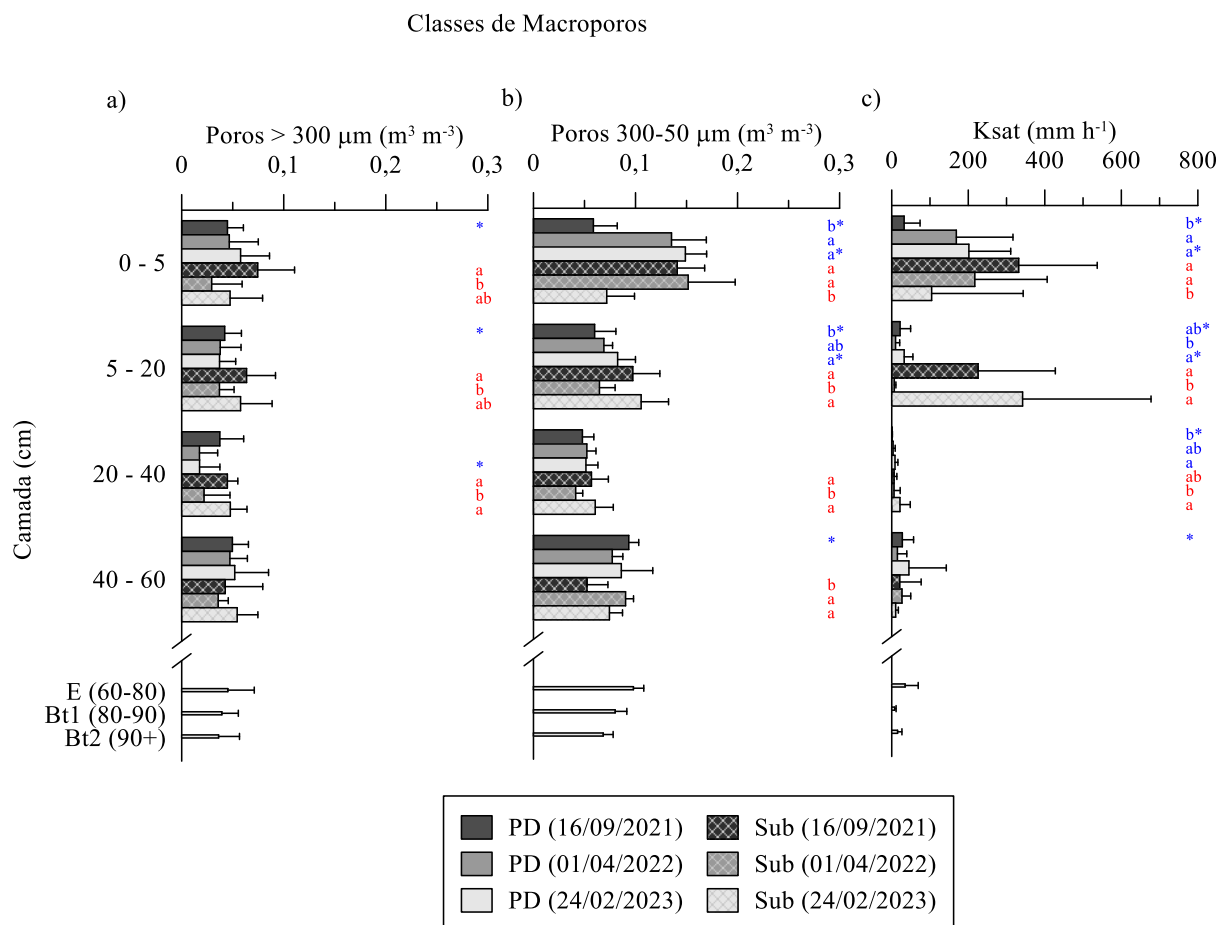 Classes de Macroporos
a)
b)
c)
Poros > 300 μm (m³ m⁻³)
Poros 300-50 μm (m³ m⁻³)
Ksat (mm h⁻¹)
0 0,1 0,2 0,3
0 0,1 0,2 0,3
0 200 400 600 800
Camada (cm)
0 - 5
* b* b*
a a
a* a*
a a a
b a a
ab b b
5 - 20
* b* ab*
ab b
a* a*
a a a
b b b
ab a a
20 - 40
b*
ab
* a
a a ab
b b b
a a a
40 - 60
* *
b
a
a
E (60-80)
Bt1 (80-90)
Bt2 (90+)
PD (16/09/2021) Sub (16/09/2021)
PD (01/04/2022) Sub (01/04/2022)
PD (24/02/2023) Sub (24/02/2023)